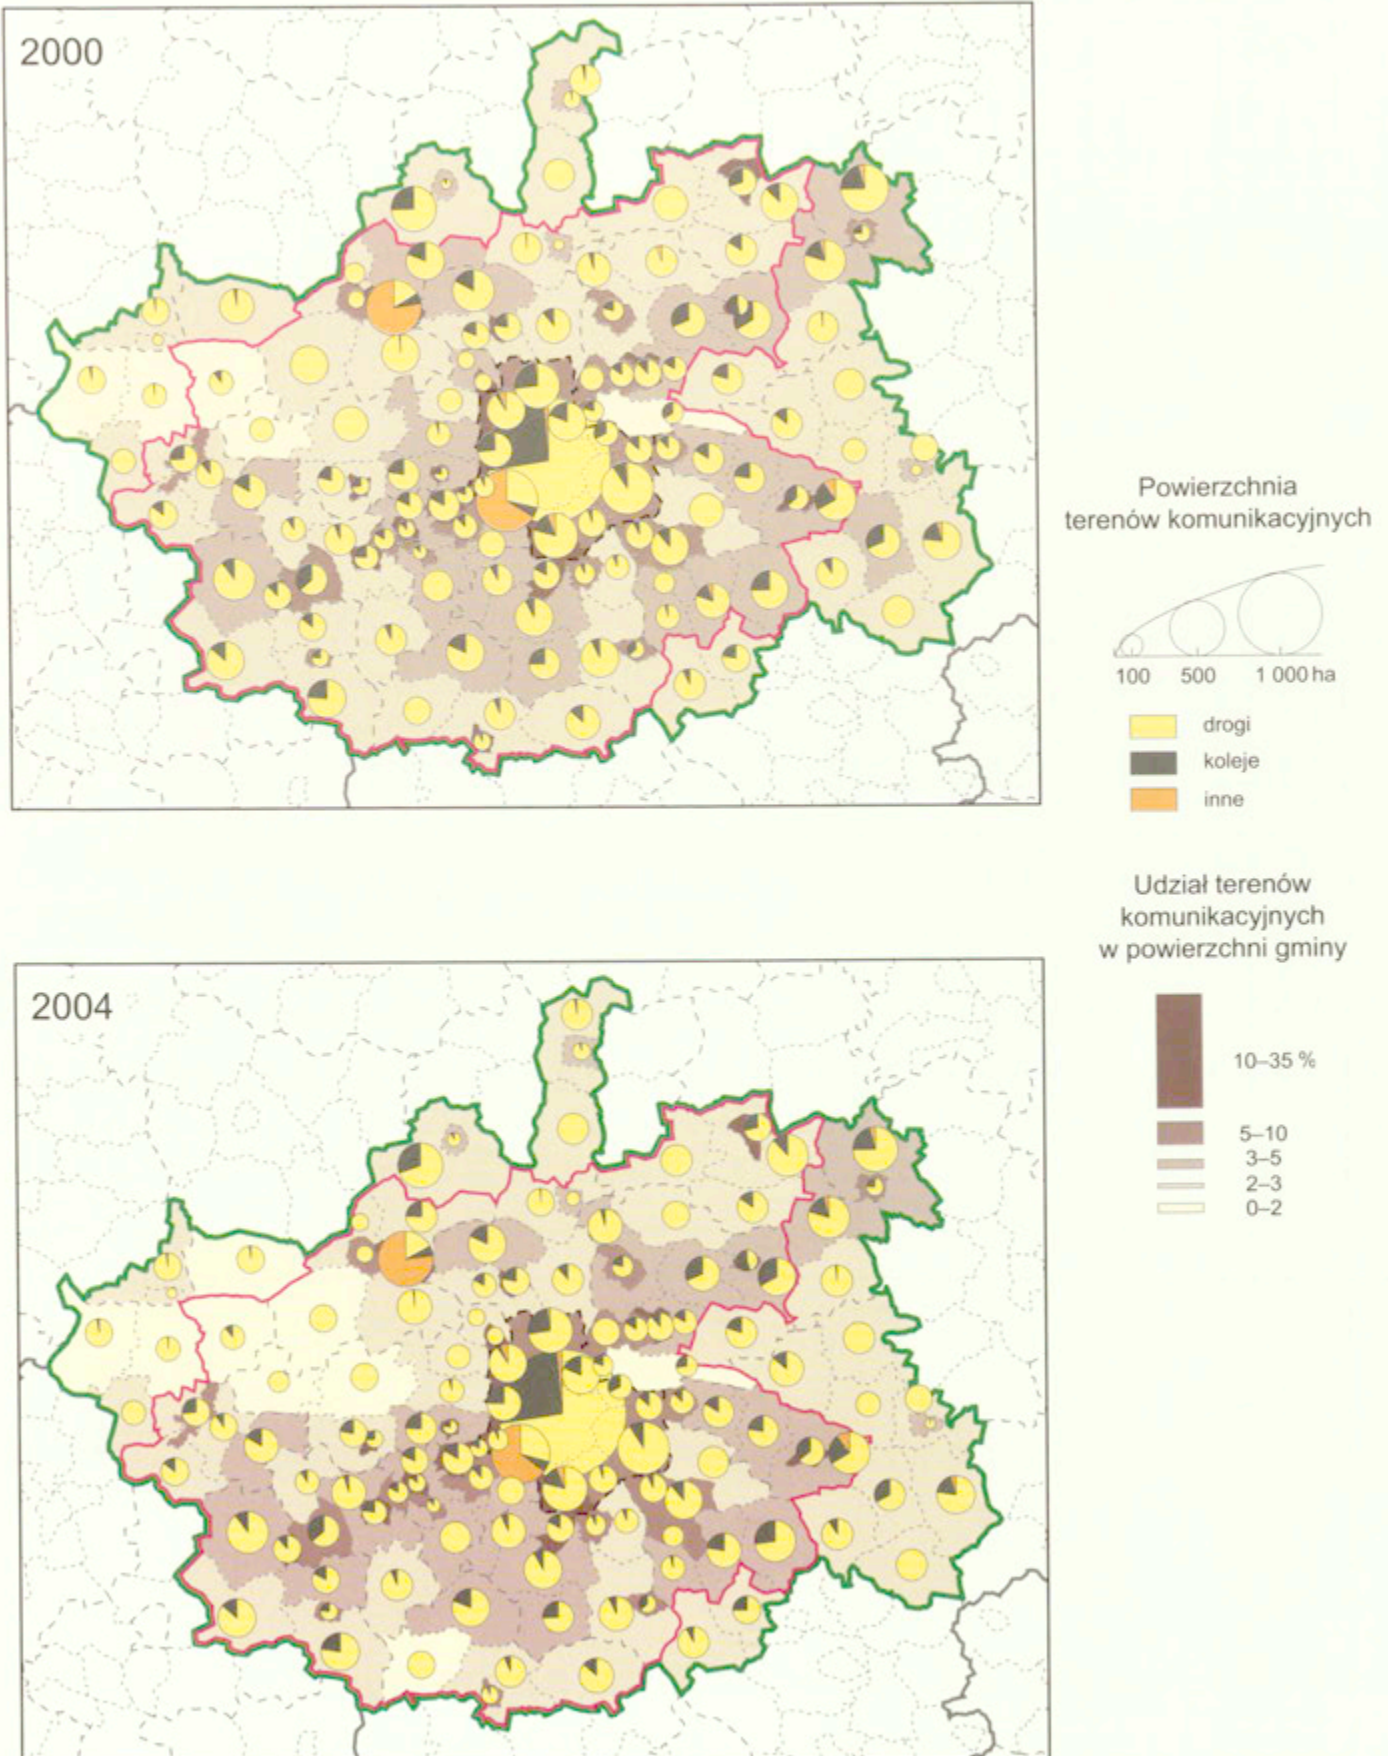 2000
Powierzchnia
terenów komunikacyjnych
100 500 1 000 ha
drogi
koleje
inne
Udział terenów
komunikacyjnych
w powierzchni gminy
10–35 %
5–10
3–5
2–3
0–2
2004